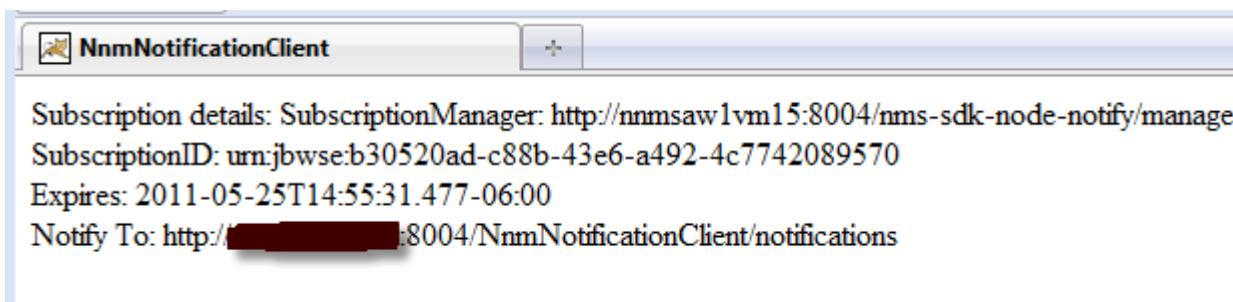 NnmNotificationClient
Subscription details: SubscriptionManager: http://nnmsaw1vm15:8004/nms-sdk-node-notify/manage
SubscriptionID: urn:jbwse:b30520ad-c88b-43e6-a492-4c7742089570
Expires: 2011-05-25T14:55:31.477-06:00
Notify To: http:// :8004/NnmNotificationClient/notifications